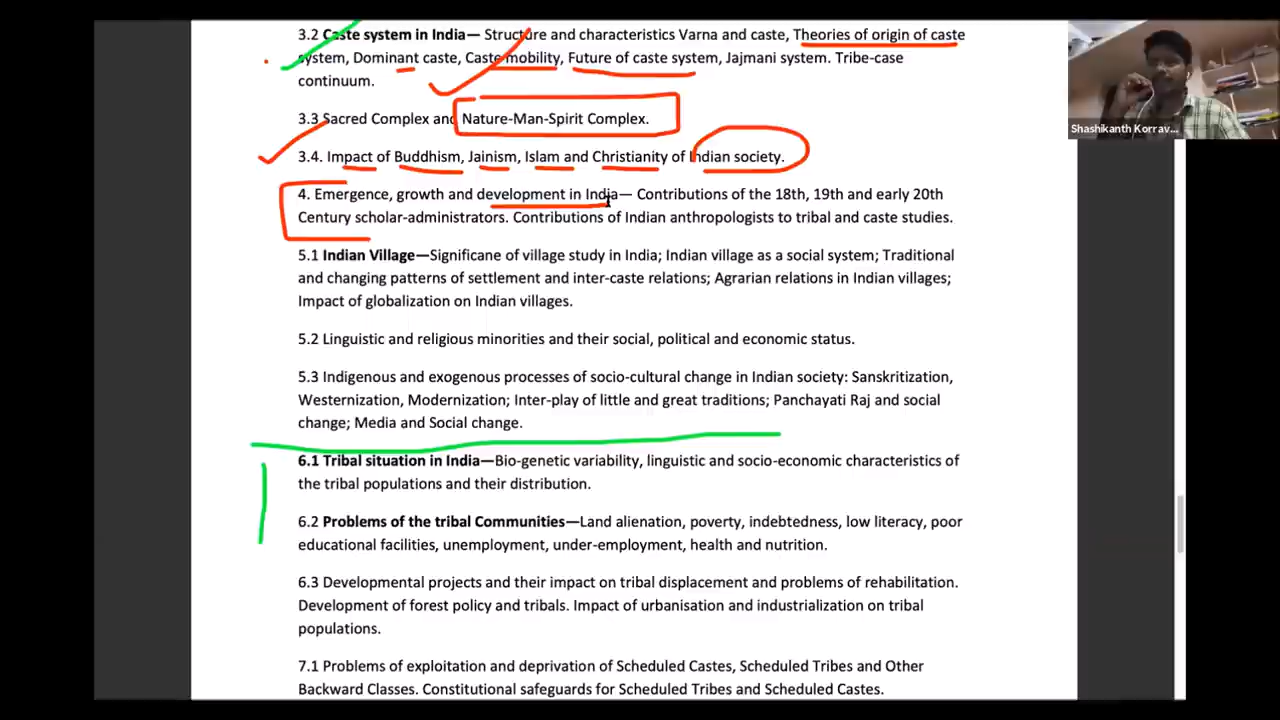 3.2 Caste system in India— Structure and characteristics Varna and caste, Theories of origin of caste
system, Dominant caste, Caste mobility, Future of caste system, Jajmani system. Tribe-case
continuum.
3.3 Sacred Complex and Nature-Man-Spirit Complex.
3.4. Impact of Buddhism, Jainism, Islam and Christianity of Indian society.
4. Emergence, growth and development in India— Contributions of the 18th, 19th and early 20th
Century scholar-administrators. Contributions of Indian anthropologists to tribal and caste studies.
5.1 Indian Village—Significane of village study in India; Indian village as a social system; Traditional
and changing patterns of settlement and inter-caste relations; Agrarian relations in Indian villages;
Impact of globalization on Indian villages.
5.2 Linguistic and religious minorities and their social, political and economic status.
5.3 Indigenous and exogenous processes of socio-cultural change in Indian society: Sanskritization,
Westernization, Modernization; Inter-play of little and great traditions; Panchayati Raj and social
change; Media and Social change.
6.1 Tribal situation in India—Bio-genetic variability, linguistic and socio-economic characteristics of
the tribal populations and their distribution.
6.2 Problems of the tribal Communities—Land alienation, poverty, indebtedness, low literacy, poor
educational facilities, unemployment, under-employment, health and nutrition.
6.3 Developmental projects and their impact on tribal displacement and problems of rehabilitation.
Development of forest policy and tribals. Impact of urbanisation and industrialization on tribal
populations.
7.1 Problems of exploitation and deprivation of Scheduled Castes, Scheduled Tribes and Other
Backward Classes. Constitutional safeguards for Scheduled Tribes and Scheduled Castes.
Shashikanth Korrav...